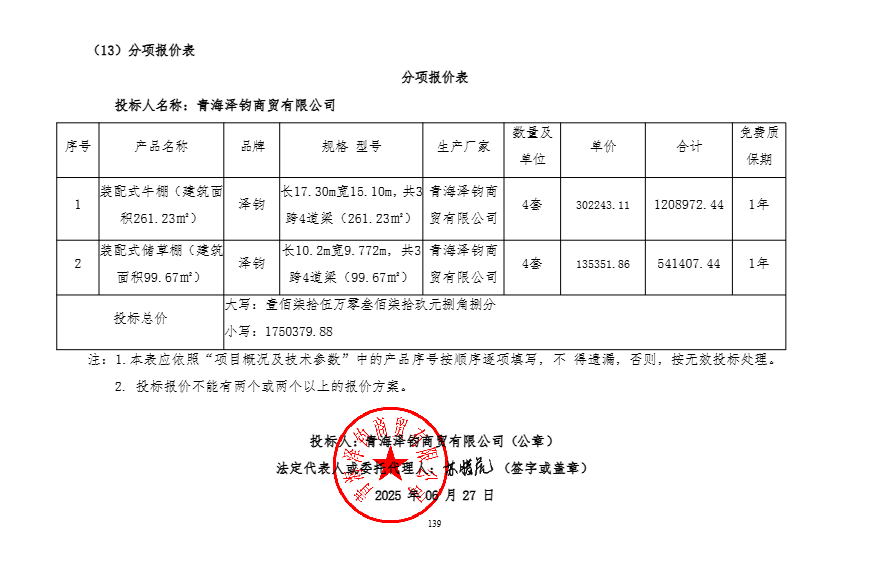 （13）分项报价表
分项报价表
投标人名称：青海泽钧商贸有限公司
序号 产品名称 品牌 规格 型号 生产厂家 数量及单位 单价 合计 免费质保期
1 装配式牛棚（建筑面积261.23㎡） 泽钧 长17.30m宽15.10m，共3跨4道梁（261.23㎡） 青海泽钧商贸有限公司 4套 302243.11 1208972.44 1年
2 装配式储草棚（建筑面积99.67㎡） 泽钧 长10.2m宽9.772m，共3跨4道梁（99.67㎡） 青海泽钧商贸有限公司 4套 135351.86 541407.44 1年
投标总价 大写：壹佰柒拾伍万零叁佰柒拾玖元捌角捌分
小写：1750379.88
注：1.本表应依照“项目概况及技术参数”中的产品序号按顺序逐项填写，不 得遗漏，否则，按无效投标处理。
2. 投标报价不能有两个或两个以上的报价方案。
投标人：青海泽钧商贸有限公司（公章）
法定代表人或委托代理人：（签字或盖章）
2025 年 06 月 27 日
青海泽钧商贸有限公司
139